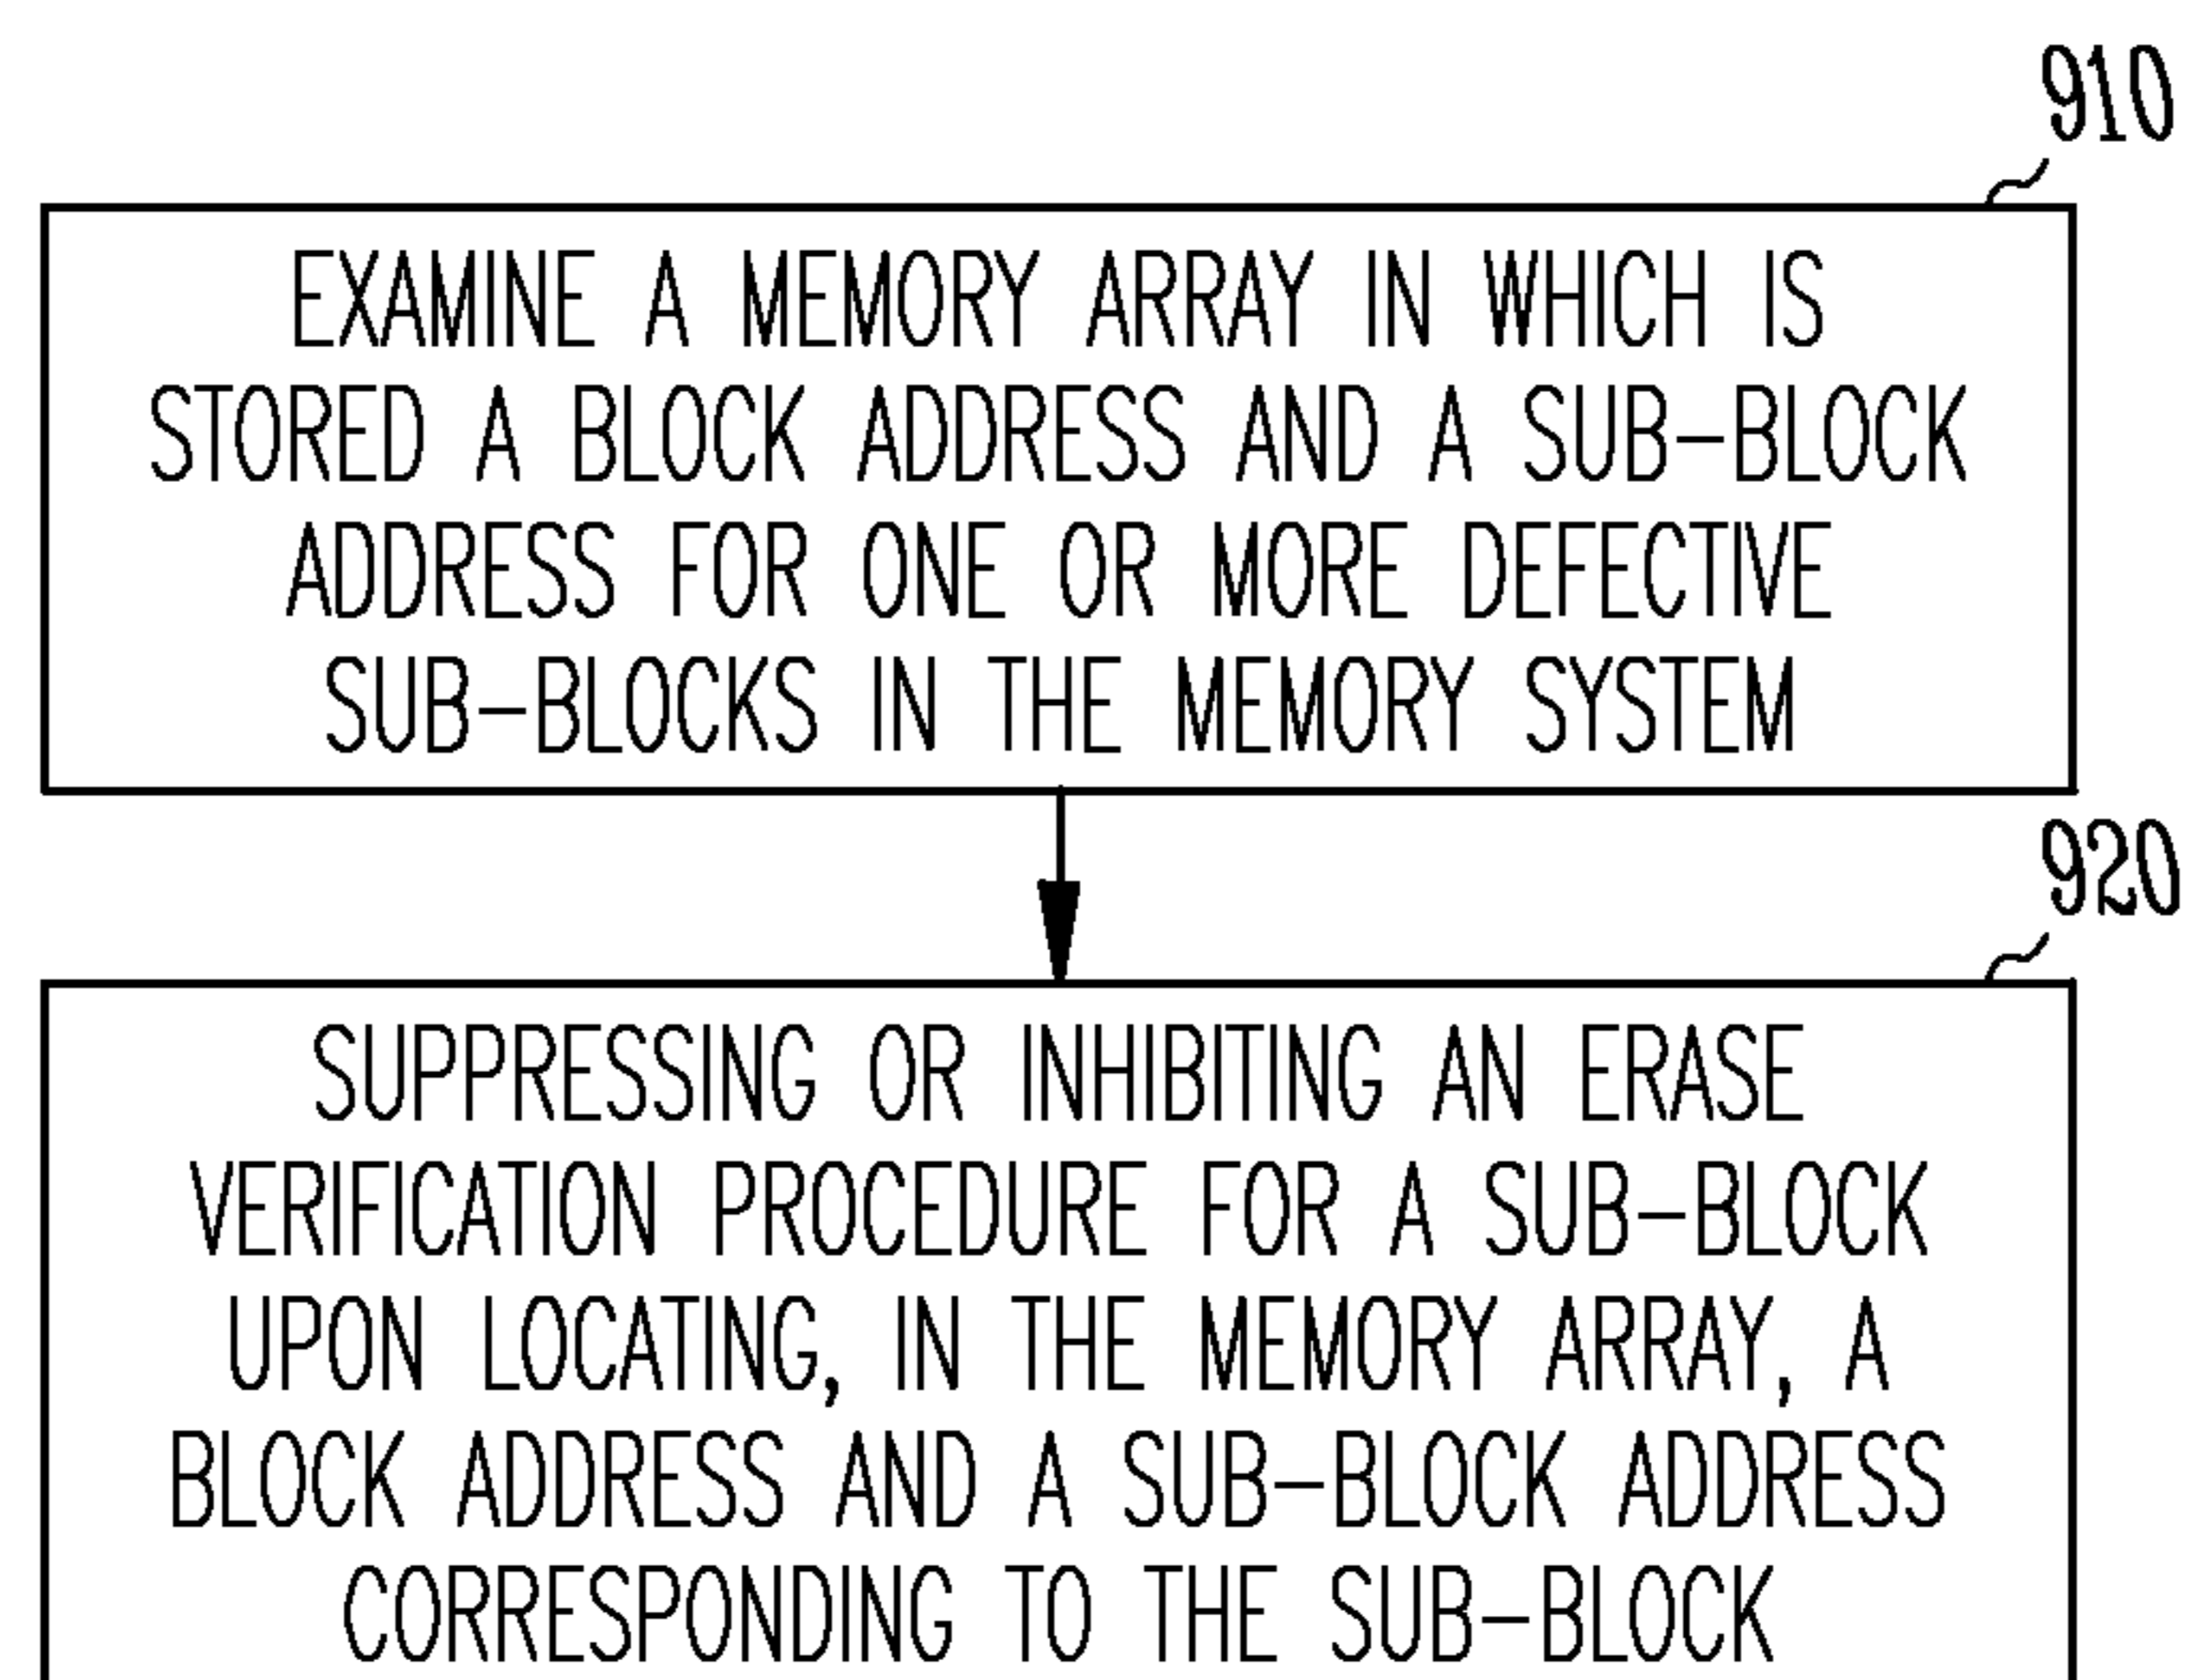 910
EXAMINE A MEMORY ARRAY IN WHICH IS
STORED A BLOCK ADDRESS AND A SUB-BLOCK
ADDRESS FOR ONE OR MORE DEFECTIVE
SUB-BLOCKS IN THE MEMORY SYSTEM
920
SUPPRESSING OR INHIBITING AN ERASE
VERIFICATION PROCEDURE FOR A SUB-BLOCK
UPON LOCATING, IN THE MEMORY ARRAY, A
BLOCK ADDRESS AND A SUB-BLOCK ADDRESS
CORRESPONDING TO THE SUB-BLOCK